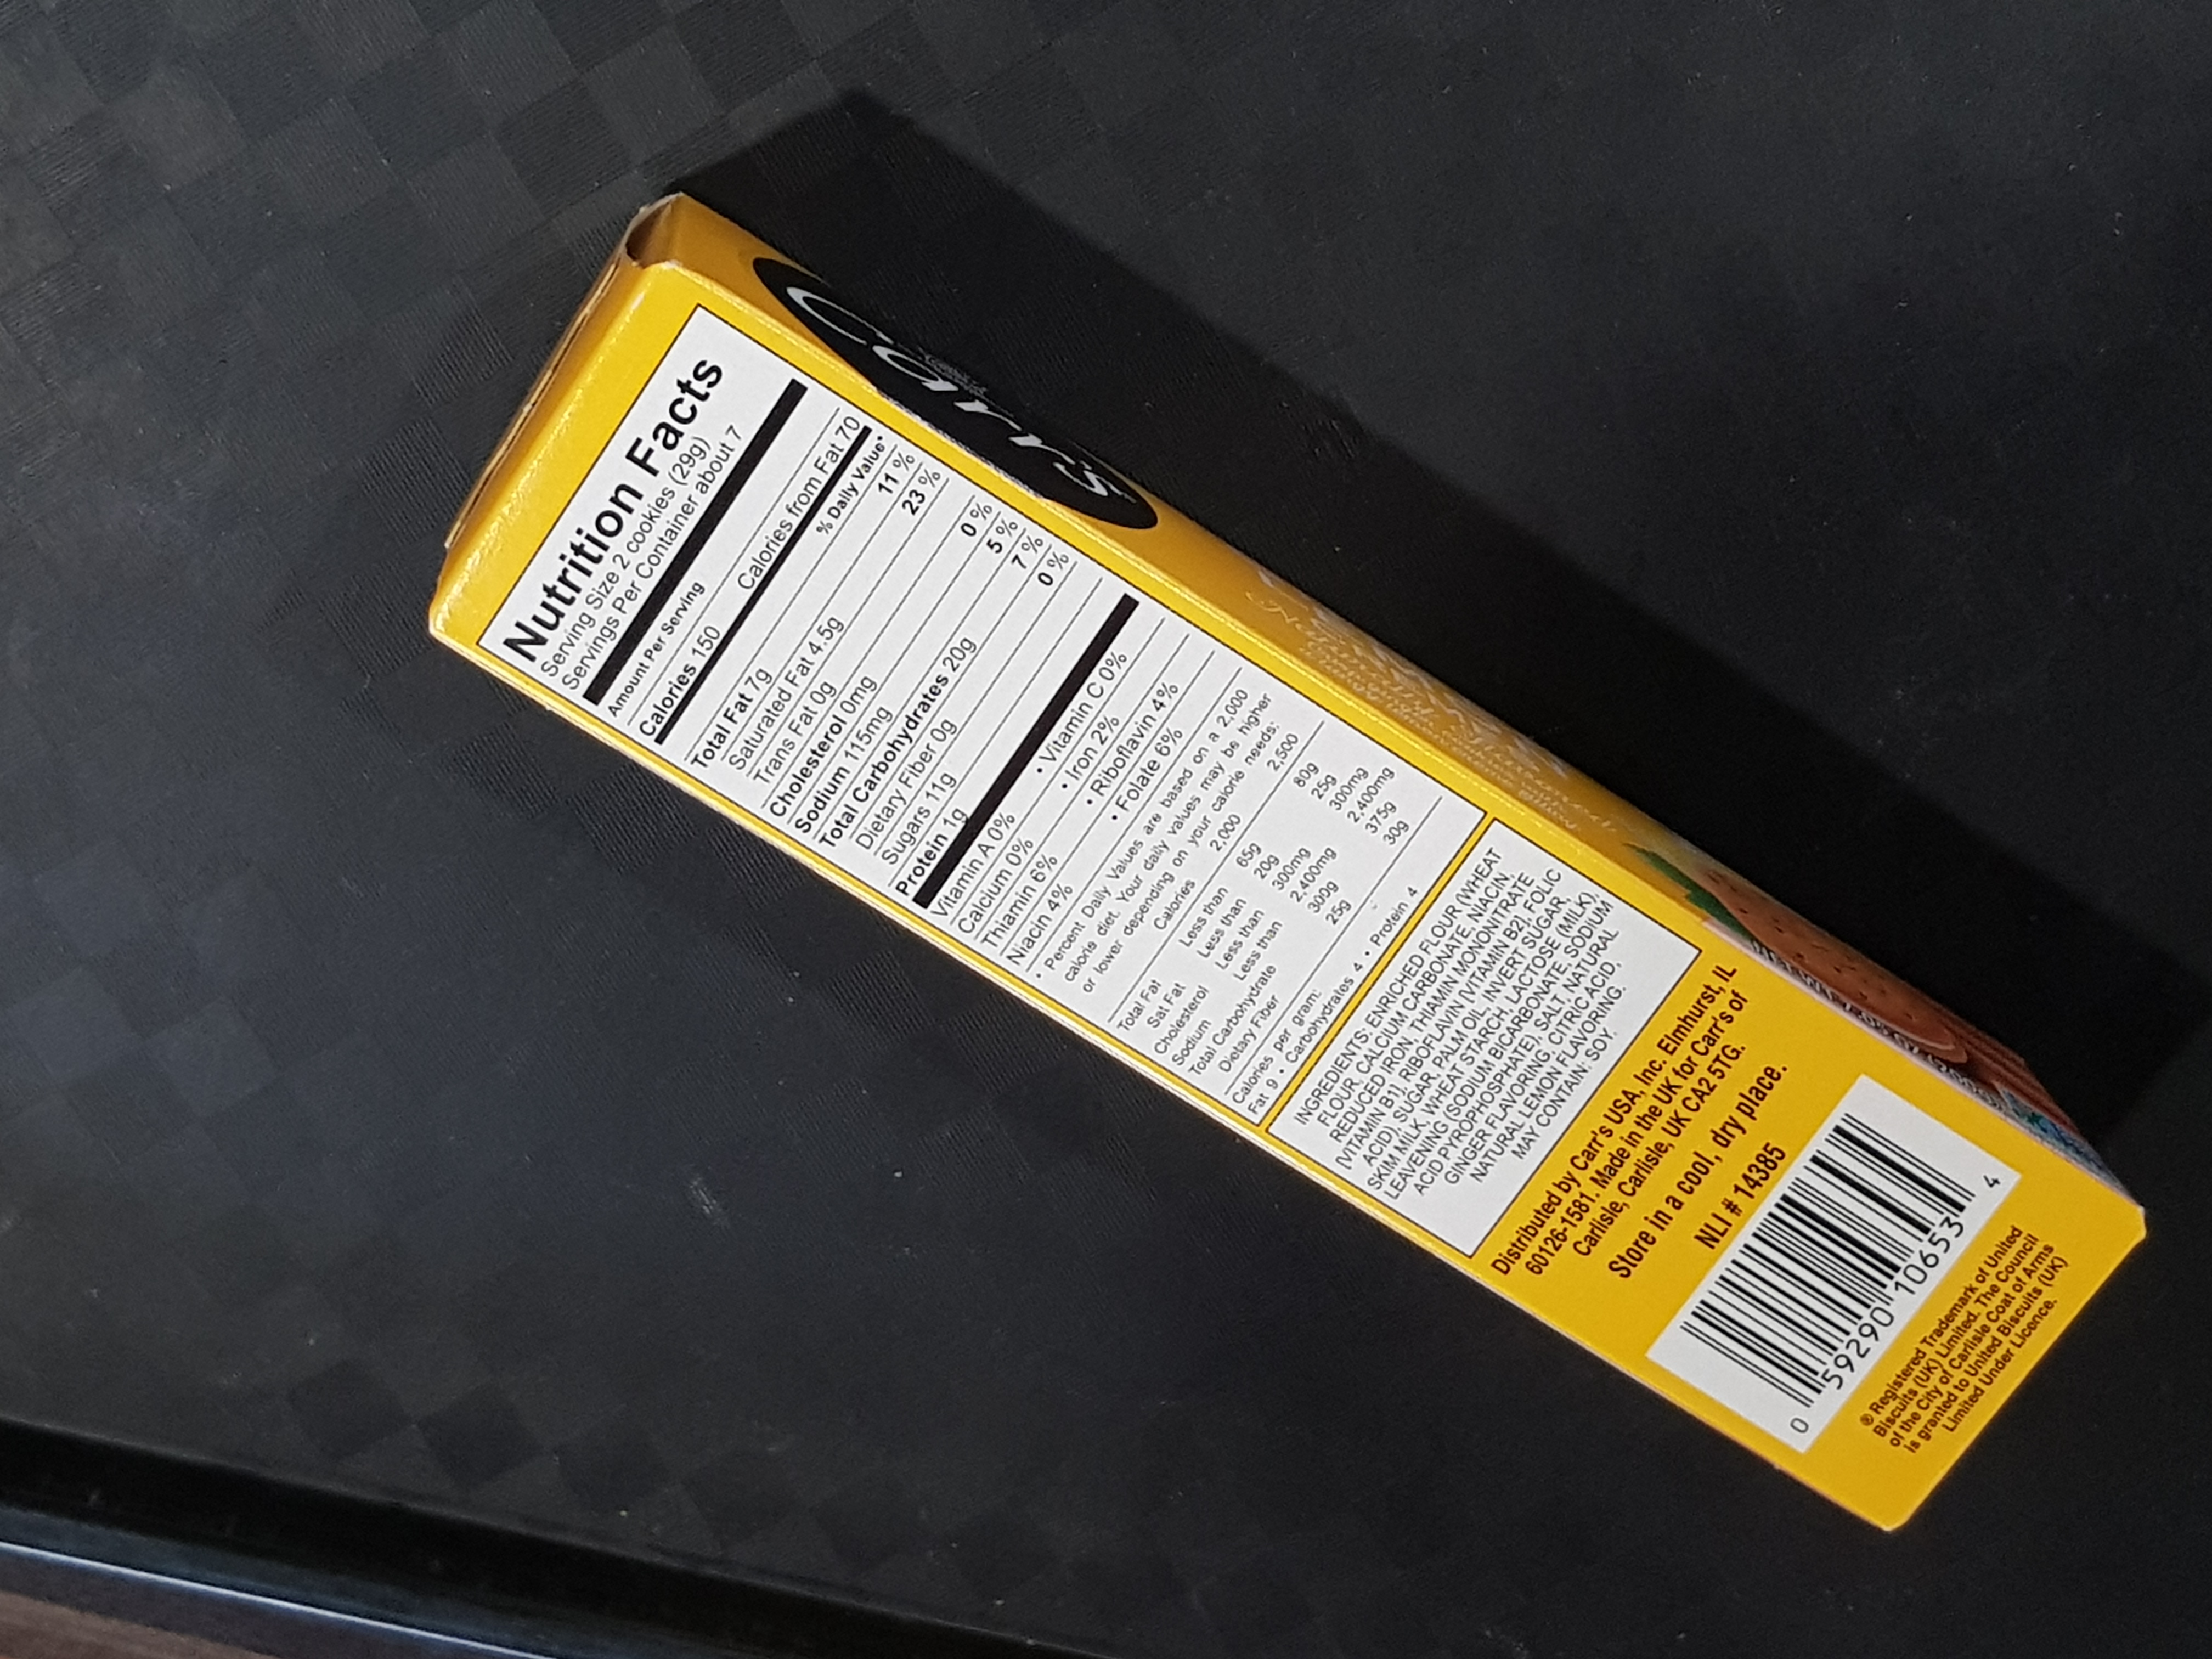 Nutrition Facts
Serving Size 2 cookies (29g)
Servings Per Container about 7
Amount Per Serving
Calories 150 Calories from Fat 70
% Daily Value*
Total Fat 7g 11 %
Saturated Fat 4.5g 23 %
Trans Fat 0g
Cholesterol 0mg 0 %
Sodium 115mg 5 %
Total Carbohydrates 20g 7 %
Dietary Fiber 0g 0 %
Sugars 11g
Protein 1g
Vitamin A 0% • Vitamin C 0%
Calcium 0% • Iron 2%
Thiamin 6% • Riboflavin 4%
Niacin 4% • Folate 6%
* Percent Daily Values are based on a 2,000
calorie diet. Your daily values may be higher
or lower depending on your calorie needs:
Calories 2,000 2,500
Total Fat Less than 65g 80g
Sat Fat Less than 20g 25g
Cholesterol Less than 300mg 300mg
Sodium Less than 2,400mg 2,400mg
Total Carbohydrate 300g 375g
Dietary Fiber 25g 30g
Calories per gram:
Fat 9 • Carbohydrates 4 • Protein 4
INGREDIENTS: ENRICHED FLOUR (WHEAT
FLOUR, CALCIUM CARBONATE, NIACIN,
REDUCED IRON, THIAMIN MONONITRATE
[VITAMIN B1], RIBOFLAVIN [VITAMIN B2], FOLIC
ACID), SUGAR, PALM OIL, INVERT SUGAR,
SKIM MILK, WHEAT STARCH, LACTOSE (MILK),
LEAVENING (SODIUM BICARBONATE, SODIUM
ACID PYROPHOSPHATE), SALT, NATURAL
GINGER FLAVORING, CITRIC ACID,
NATURAL LEMON FLAVORING.
MAY CONTAIN: SOY.
Distributed by Carr's USA, Inc. Elmhurst, IL
60126-1581. Made in the UK for Carr's of
Carlisle, Carlisle, UK CA2 5TG.
Store in a cool, dry place.
NLI # 14385
0 59290 10653 4
® Registered Trademark of United
Biscuits (UK) Limited. The Council
of the City of Carlisle Coat of Arms
is granted to United Biscuits (UK)
Limited Under Licence.
Carr's